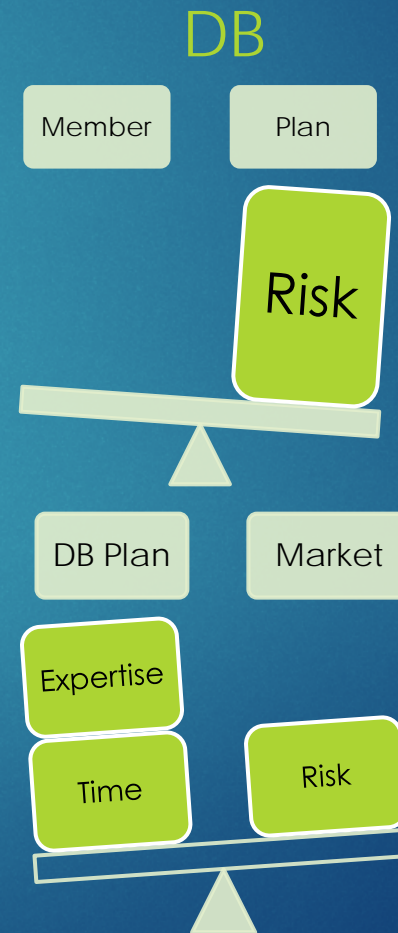 DB
Member
Plan
Risk
DB Plan
Market
Expertise
Time
Risk